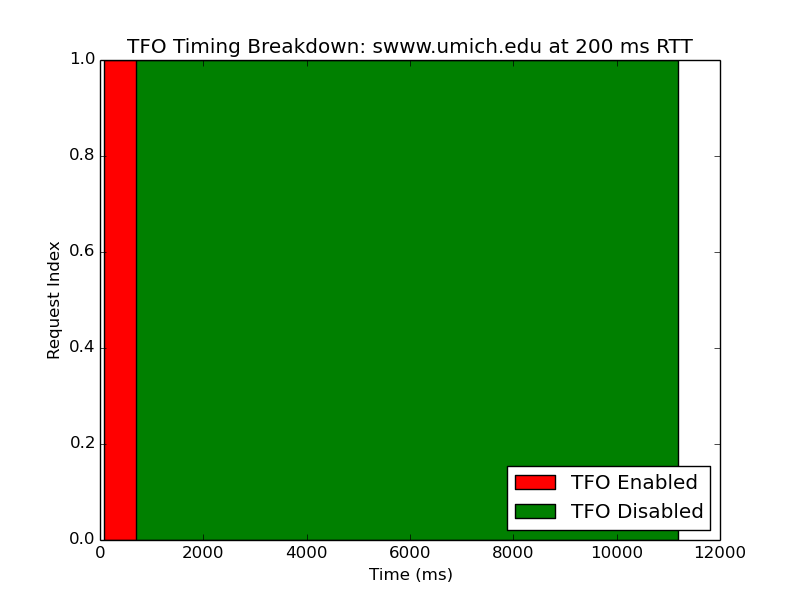 TFO Timing Breakdown: swww.umich.edu at 200 ms RTT
1.0
0.8
0.6
0.4
0.2
0.0
Request Index
0 2000 4000 6000 8000 10000 12000
Time (ms)
TFO Enabled
TFO Disabled